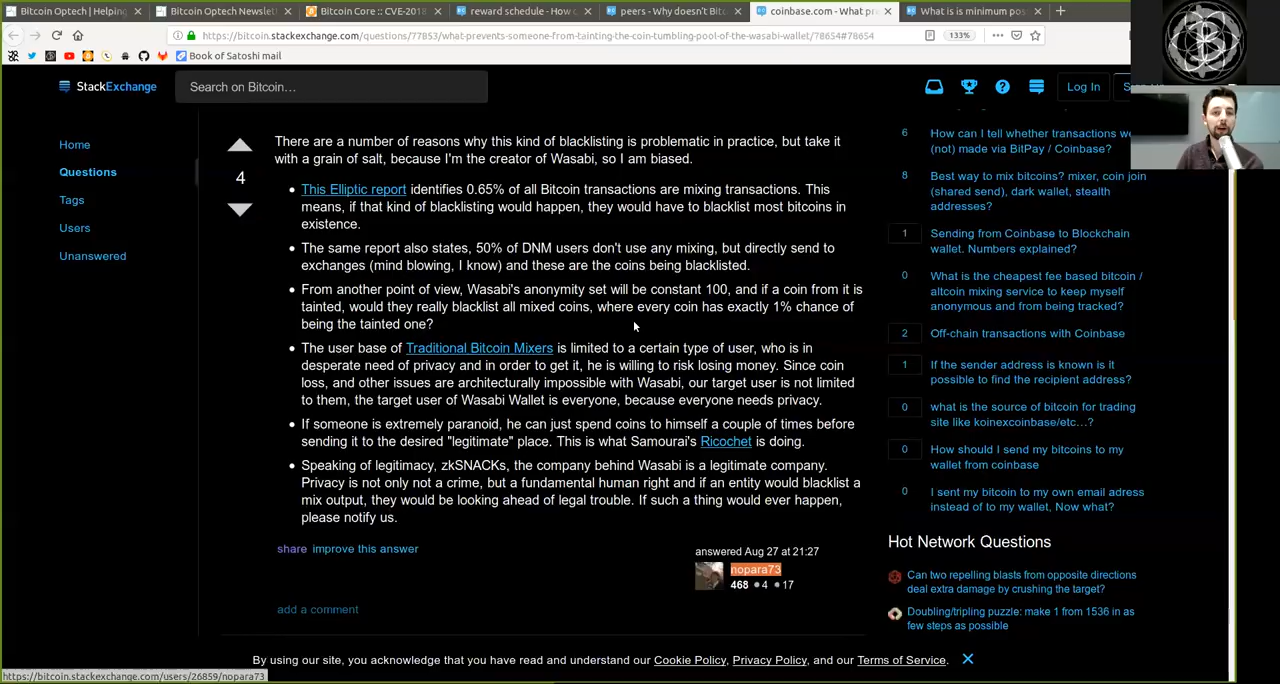 Bitcoin Optech | Helping
Bitcoin Optech Newslet
Bitcoin Core :: CVE-2018
reward schedule - How c
peers - Why doesn't Bitc
coinbase.com - What pre
What is is minimum pos
https://bitcoin.stackexchange.com/questions/77853/what-prevents-someone-from-tainting-the-coin-tumbling-pool-of-the-wasabi-wallet/78654#78654
133%
Book of Satoshi mail
StackExchange
Search on Bitcoin…
Log In
Home
Questions
Tags
Users
Unanswered
4
There are a number of reasons why this kind of blacklisting is problematic in practice, but take it
with a grain of salt, because I'm the creator of Wasabi, so I am biased.
• This Elliptic report identifies 0.65% of all Bitcoin transactions are mixing transactions. This
means, if that kind of blacklisting would happen, they would have to blacklist most bitcoins in
existence.
• The same report also states, 50% of DNM users don't use any mixing, but directly send to
exchanges (mind blowing, I know) and these are the coins being blacklisted.
• From another point of view, Wasabi's anonymity set will be constant 100, and if a coin from it is
tainted, would they really blacklist all mixed coins, where every coin has exactly 1% chance of
being the tainted one?
• The user base of Traditional Bitcoin Mixers is limited to a certain type of user, who is in
desperate need of privacy and in order to get it, he is willing to risk losing money. Since coin
loss, and other issues are architecturally impossible with Wasabi, our target user is not limited
to them, the target user of Wasabi Wallet is everyone, because everyone needs privacy.
• If someone is extremely paranoid, he can just spend coins to himself a couple of times before
sending it to the desired "legitimate" place. This is what Samourai's Ricochet is doing.
• Speaking of legitimacy, zkSNACKs, the company behind Wasabi is a legitimate company.
Privacy is not only not a crime, but a fundamental human right and if an entity would blacklist a
mix output, they would be looking ahead of legal trouble. If such a thing would ever happen,
please notify us.
share improve this answer
answered Aug 27 at 21:27
nopara73
468 ●4 ●17
add a comment
6
How can I tell whether transactions we
(not) made via BitPay / Coinbase?
8
Best way to mix bitcoins? mixer, coin join
(shared send), dark wallet, stealth
addresses?
1
Sending from Coinbase to Blockchain
wallet. Numbers explained?
0
What is the cheapest fee based bitcoin /
altcoin mixing service to keep myself
anonymous and from being tracked?
2
Off-chain transactions with Coinbase
1
If the sender address is known is it
possible to find the recipient address?
0
what is the source of bitcoin for trading
site like koinexcoinbase/etc…?
0
How should I send my bitcoins to my
wallet from coinbase
0
I sent my bitcoin to my own email adress
instead of to my wallet, Now what?
Hot Network Questions
Can two repelling blasts from opposite directions
deal extra damage by crushing the target?
Doubling/tripling puzzle: make 1 from 1536 in as
few steps as possible
By using our site, you acknowledge that you have read and understand our Cookie Policy, Privacy Policy, and our Terms of Service.
https://bitcoin.stackexchange.com/users/26859/nopara73